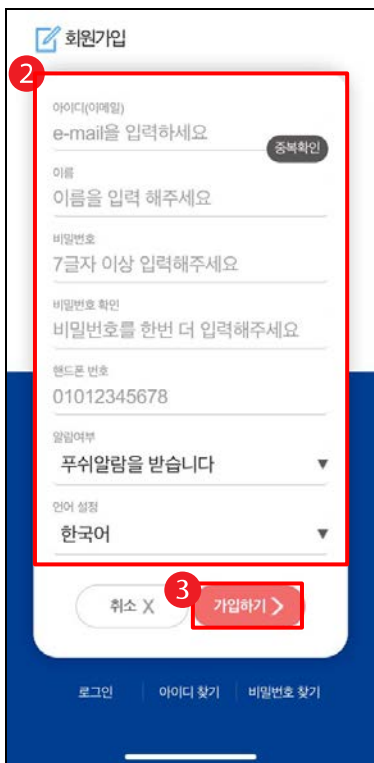 회원가입
2
아이디(이메일)
e-mail을 입력하세요
중복확인
이름
이름을 입력 해주세요
비밀번호
7글자 이상 입력해주세요
비밀번호 확인
비밀번호를 한번 더 입력해주세요
핸드폰 번호
01012345678
알람여부
푸쉬알람을 받습니다 ▼
언어 설정
한국어 ▼
취소 X
3
가입하기 >
로그인 아이디 찾기 비밀번호 찾기